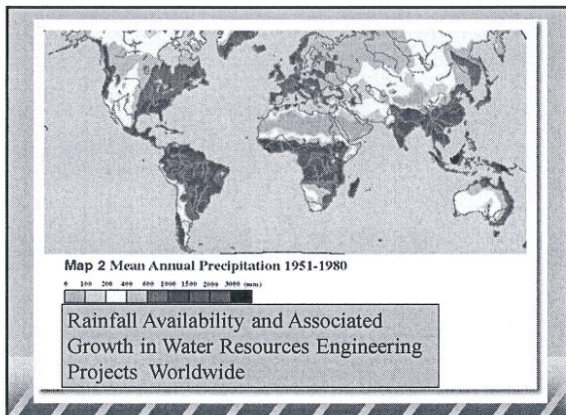 Map 2 Mean Annual Precipitation 1951-1980
0 100 200 400 600 1000 1500 2000 3000 (mm.)
Rainfall Availability and Associated
Growth in Water Resources Engineering
Projects Worldwide